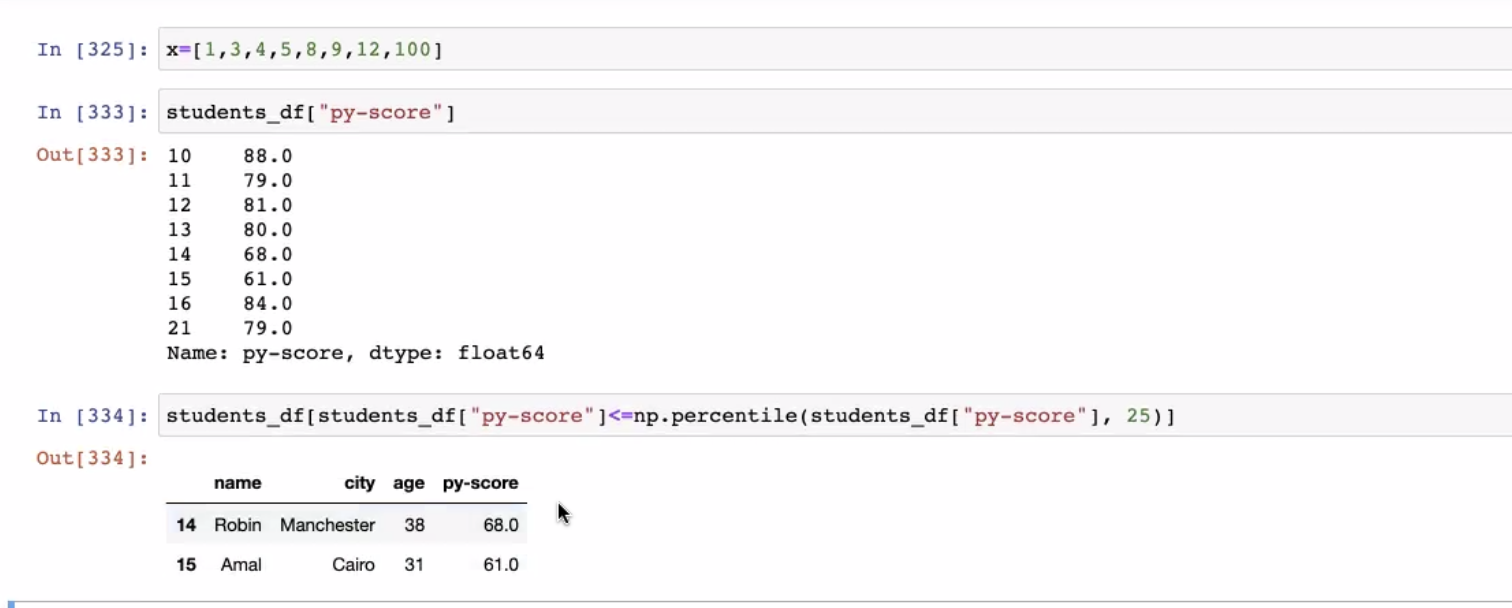 In [325]: x=[1,3,4,5,8,9,12,100]
In [333]: students_df["py-score"]
Out[333]: 10 88.0
11 79.0
12 81.0
13 80.0
14 68.0
15 61.0
16 84.0
21 79.0
Name: py-score, dtype: float64
In [334]: students_df[students_df["py-score"]<=np.percentile(students_df["py-score"], 25)]
Out[334]:
name city age py-score
14 Robin Manchester 38 68.0
15 Amal Cairo 31 61.0